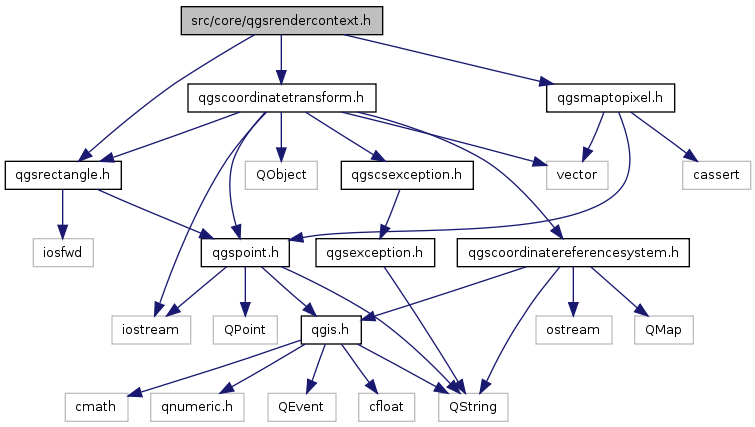 src/core/qgsrendercontext.h
qgscoordinatetransform.h
qgsmaptopixel.h
qgsrectangle.h
QObject
qgscsexception.h
vector
cassert
iosfwd
qgspoint.h
qgsexception.h
qgscoordinatereferencesystem.h
iostream
QPoint
qgis.h
ostream
QMap
cmath
qnumeric.h
QEvent
cfloat
QString